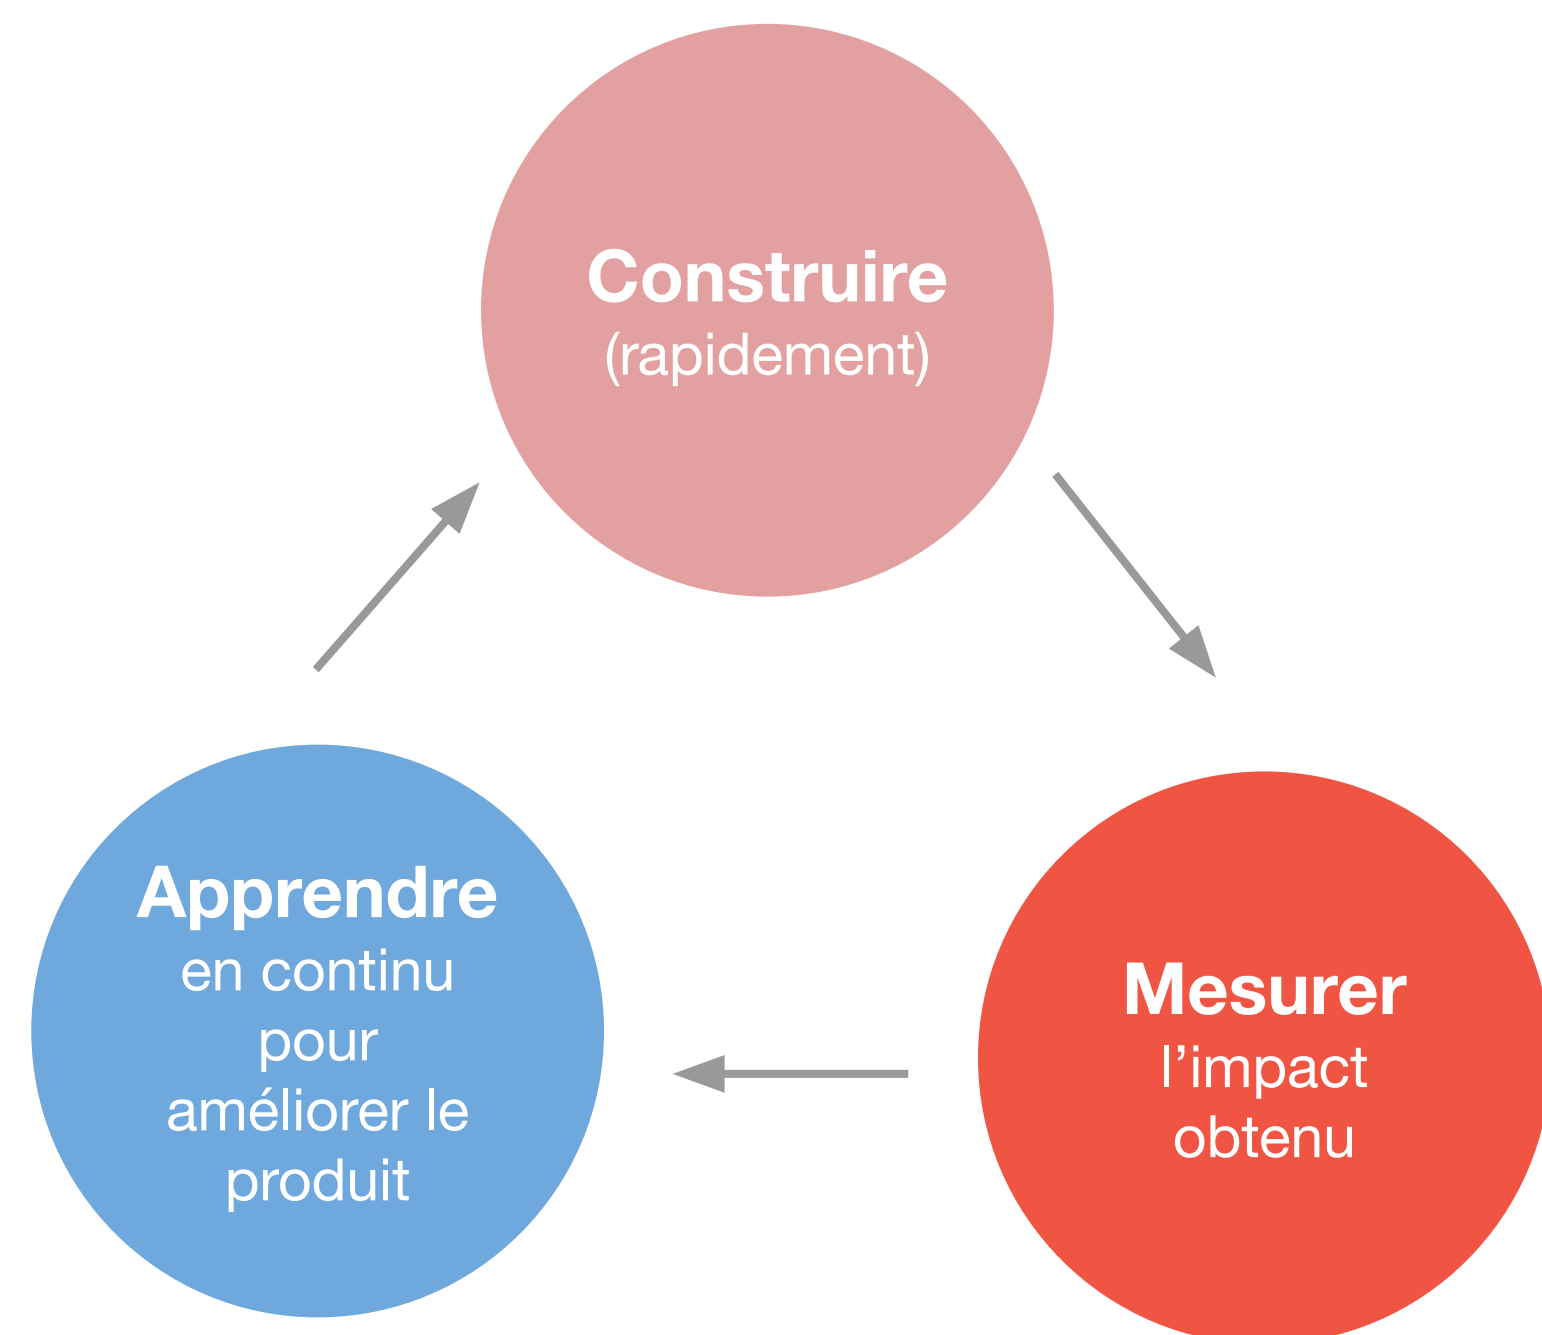 Construire
(rapidement)
Apprendre
en continu
pour
améliorer le
produit
Mesurer
l’impact
obtenu